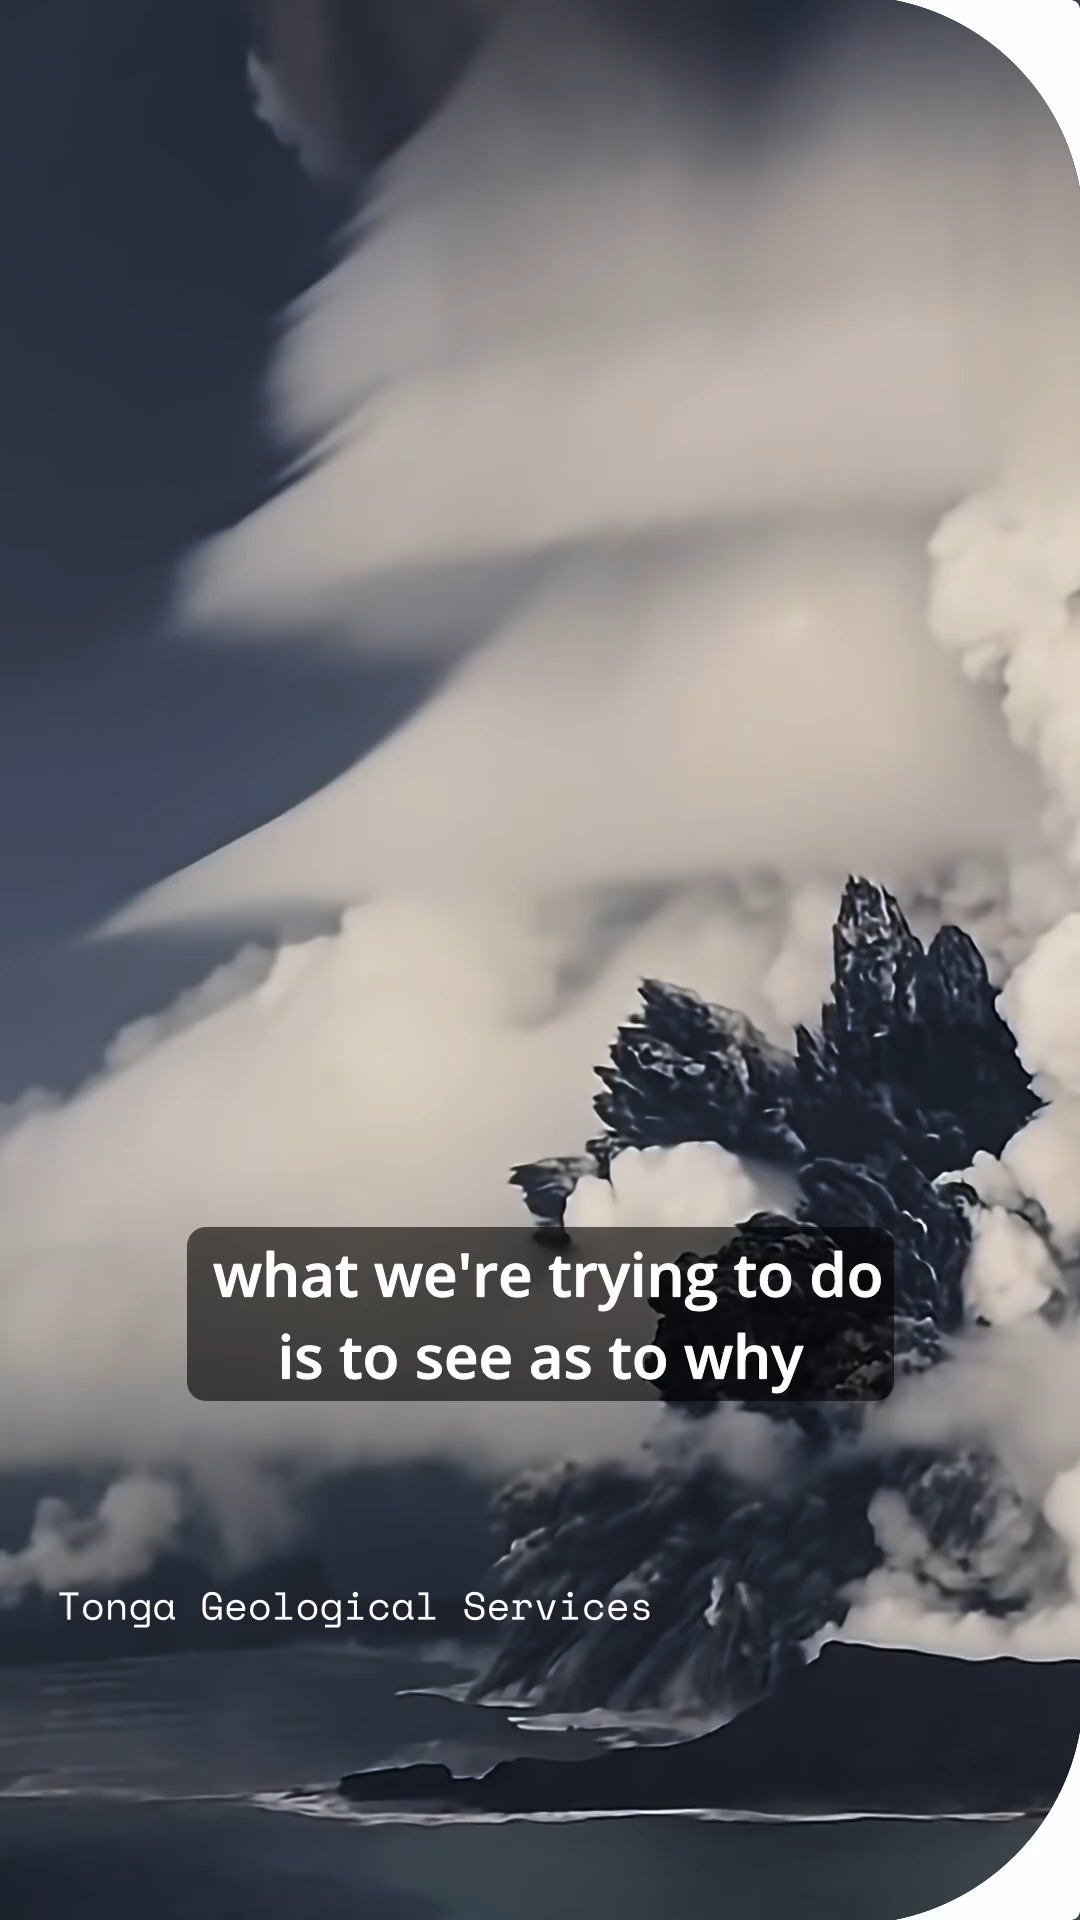 what we're trying to do
is to see as to why
Tonga Geological Services